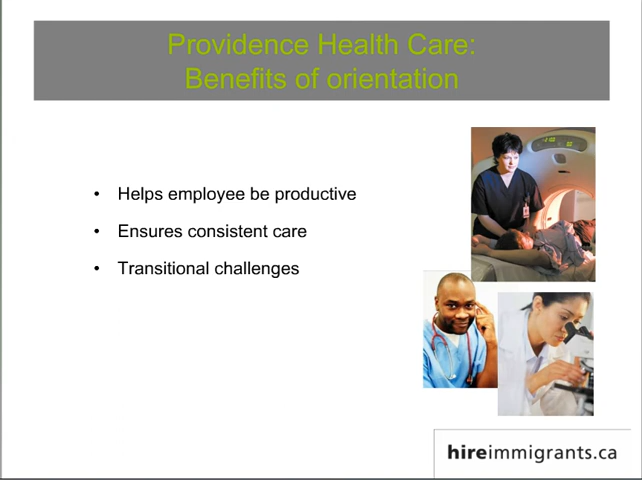 Providence Health Care:
Benefits of orientation
• Helps employee be productive
• Ensures consistent care
• Transitional challenges
hireimmigrants.ca